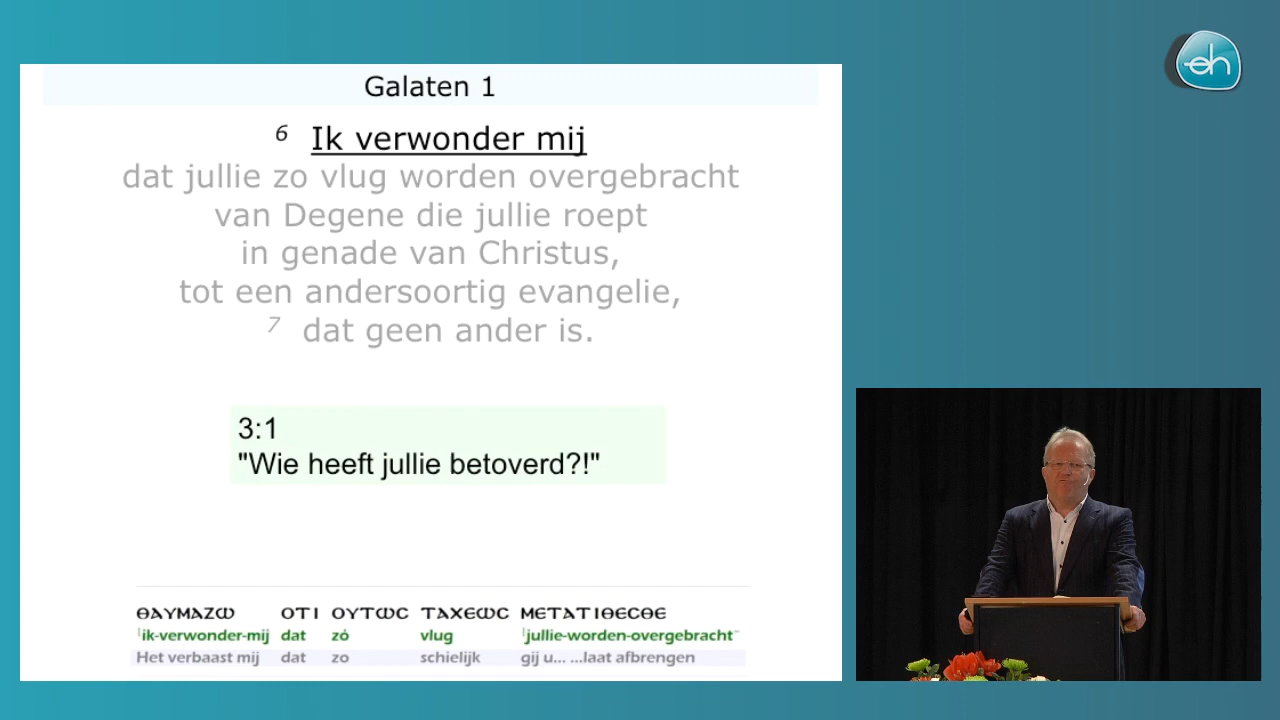 eh
Galaten 1
6 Ik verwonder mij
dat jullie zo vlug worden overgebracht
van Degene die jullie roept
in genade van Christus,
tot een andersoortig evangelie,
7 dat geen ander is.
3:1
"Wie heeft jullie betoverd?!"
ΘΑΥΜΑΖΩ ΟΤΙ ΟΥΤΩϹ ΤΑΧΕΩϹ ΜΕΤΑΤΙΘΕϹΘΕ
ik-verwonder-mij dat zó vlug jullie-worden-overgebracht
Het verbaast mij dat zo schielijk gij u... ...laat afbrengen